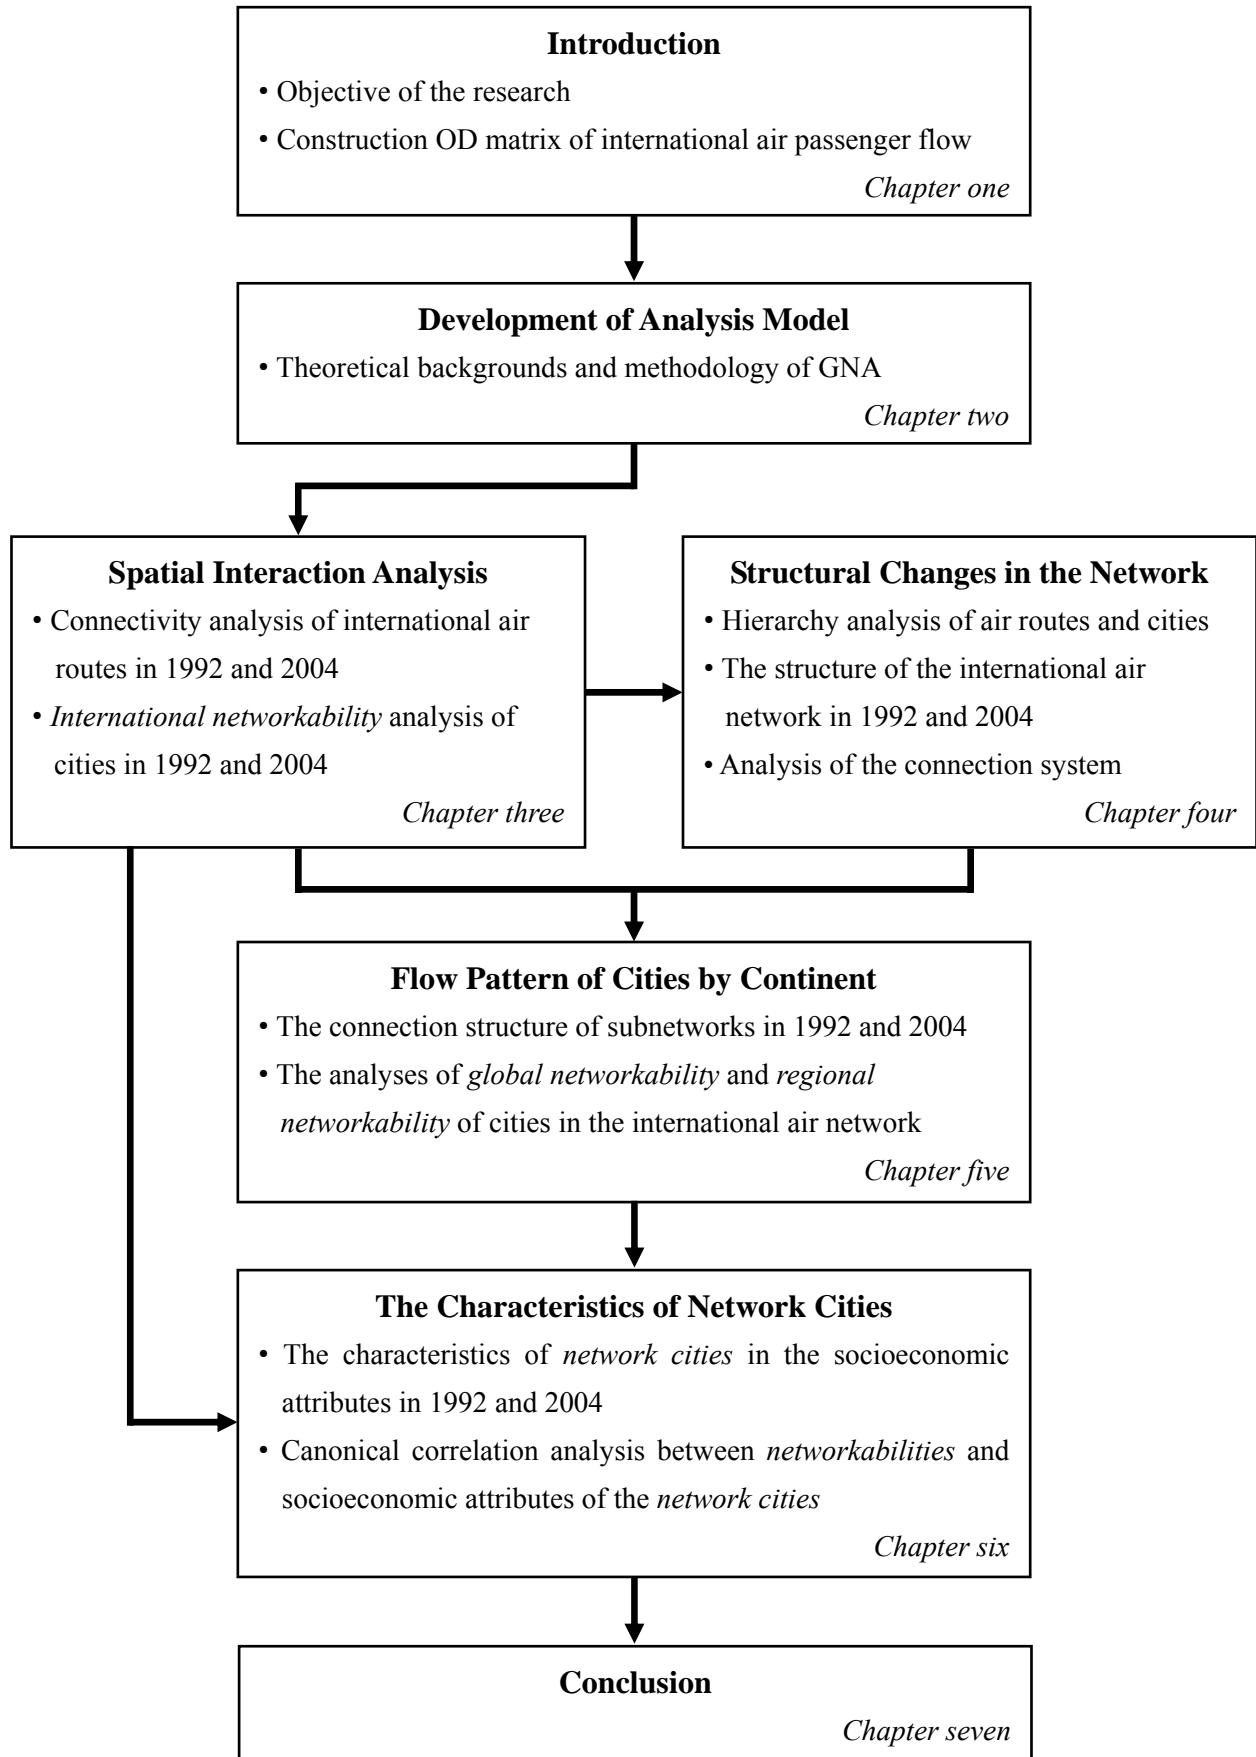 Introduction
• Objective of the research
• Construction OD matrix of international air passenger flow
Chapter one
Development of Analysis Model
• Theoretical backgrounds and methodology of GNA
Chapter two
Spatial Interaction Analysis
• Connectivity analysis of international air
routes in 1992 and 2004
• International networkability analysis of
cities in 1992 and 2004
Chapter three
Structural Changes in the Network
• Hierarchy analysis of air routes and cities
• The structure of the international air
network in 1992 and 2004
• Analysis of the connection system
Chapter four
Flow Pattern of Cities by Continent
• The connection structure of subnetworks in 1992 and 2004
• The analyses of global networkability and regional
networkability of cities in the international air network
Chapter five
The Characteristics of Network Cities
• The characteristics of network cities in the socioeconomic
attributes in 1992 and 2004
• Canonical correlation analysis between networkabilities and
socioeconomic attributes of the network cities
Chapter six
Conclusion
Chapter seven